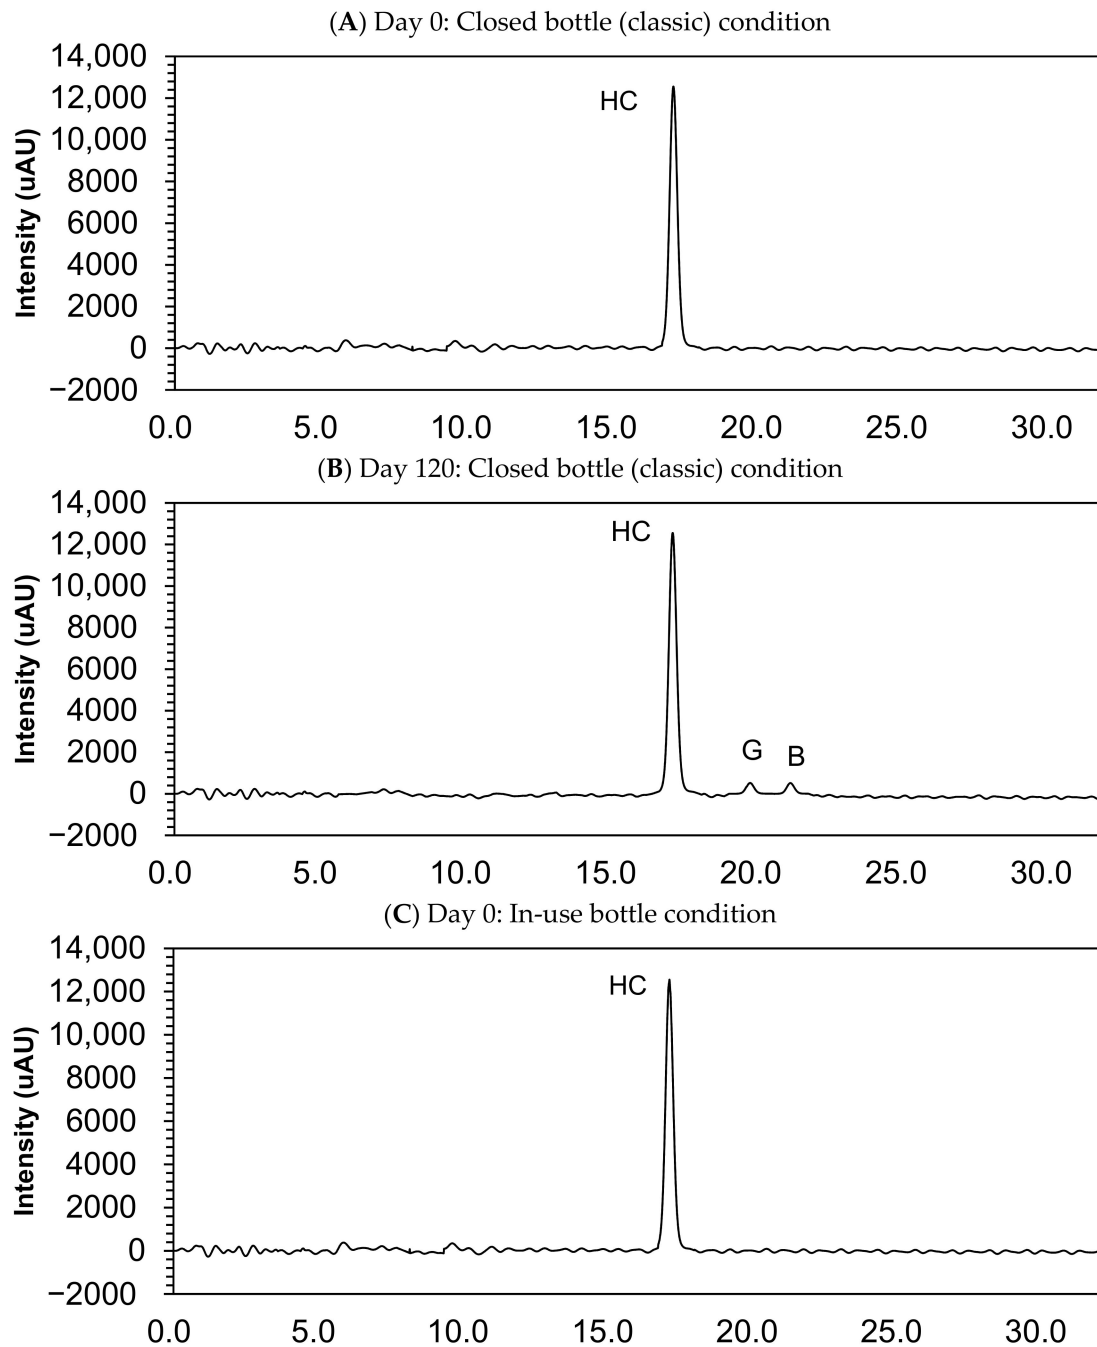 (A) Day 0: Closed bottle (classic) condition
14,000
12,000
10,000
8000
6000
4000
2000
0
−2000
Intensity (uAU)
HC
0.0 5.0 10.0 15.0 20.0 25.0 30.0
(B) Day 120: Closed bottle (classic) condition
14,000
12,000
10,000
8000
6000
4000
2000
0
−2000
Intensity (uAU)
HC
G B
0.0 5.0 10.0 15.0 20.0 25.0 30.0
(C) Day 0: In-use bottle condition
14,000
12,000
10,000
8000
6000
4000
2000
0
−2000
Intensity (uAU)
HC
0.0 5.0 10.0 15.0 20.0 25.0 30.0